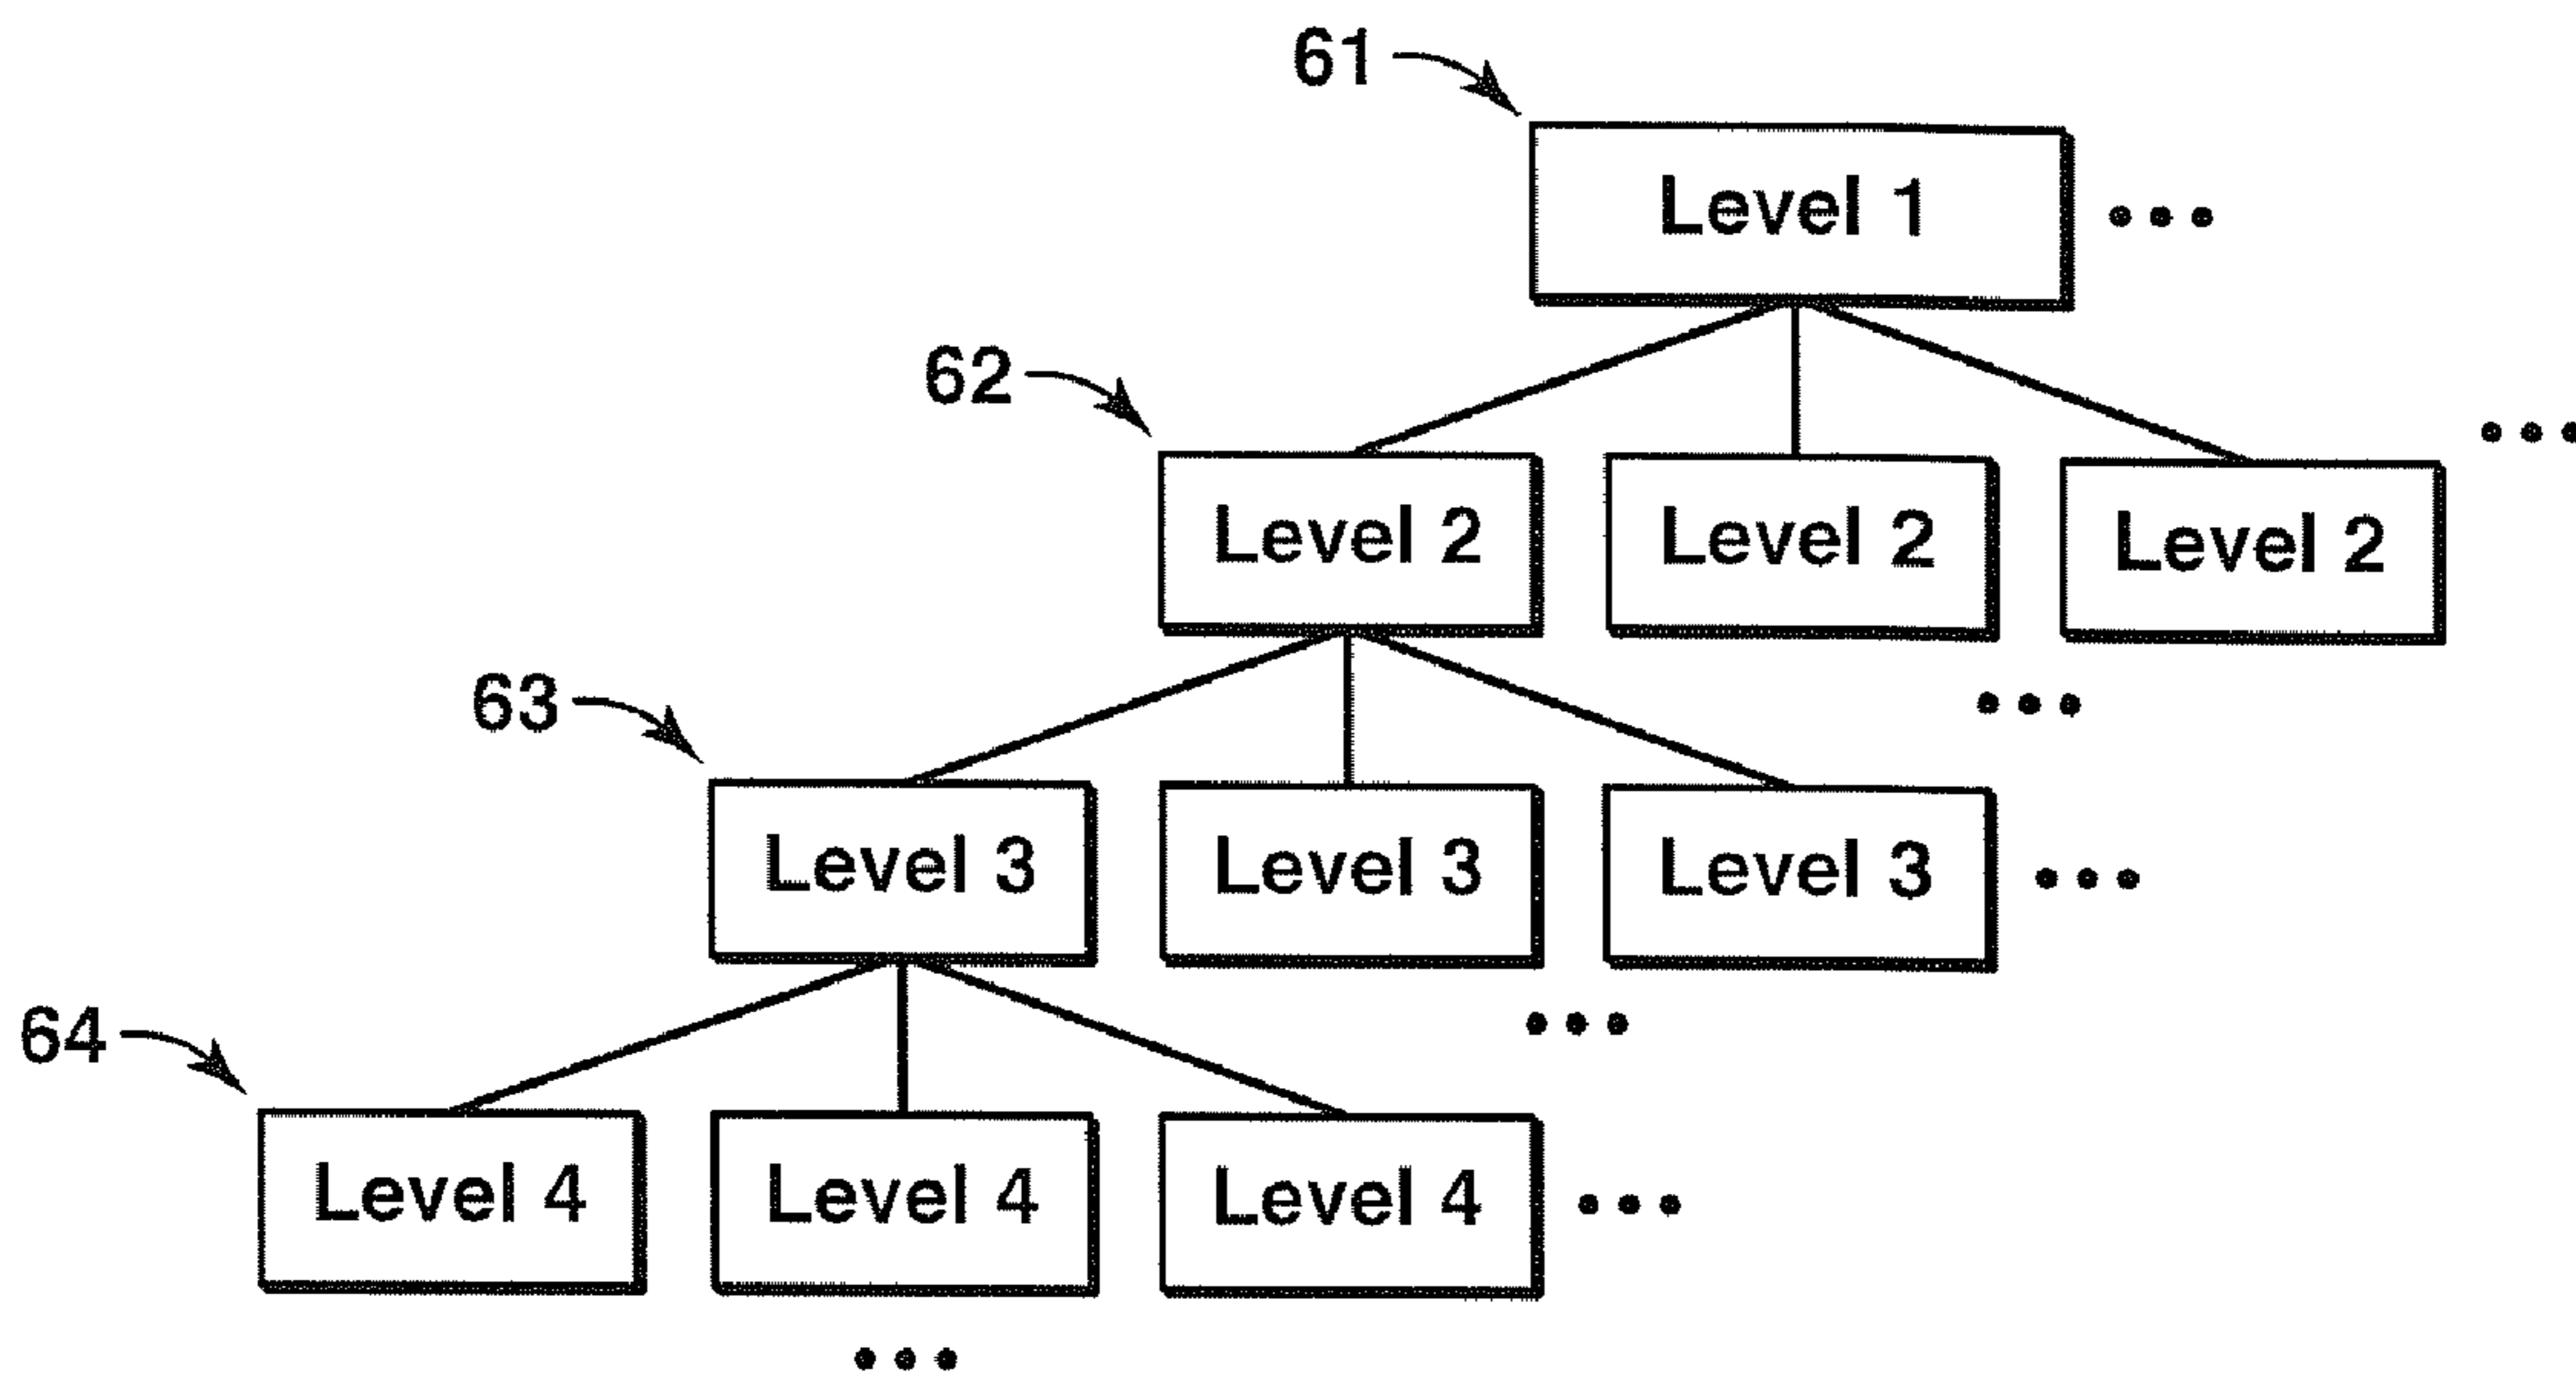 61
Level 1 •••
62
•••
Level 2 Level 2 Level 2
63
•••
Level 3 Level 3 Level 3 •••
64
•••
Level 4 Level 4 Level 4 •••
•••